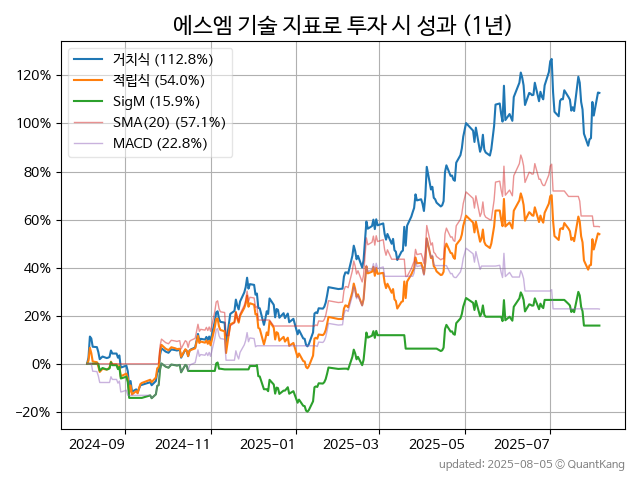 에스엠 기술 지표로 투자 시 성과 (1년)
거치식 (112.8%)
적립식 (54.0%)
SigM (15.9%)
SMA(20) (57.1%)
MACD (22.8%)
120%
100%
80%
60%
40%
20%
0%
−20%
2024-09
2024-11
2025-01
2025-03
2025-05
2025-07
updated: 2025-08-05 © QuantKang